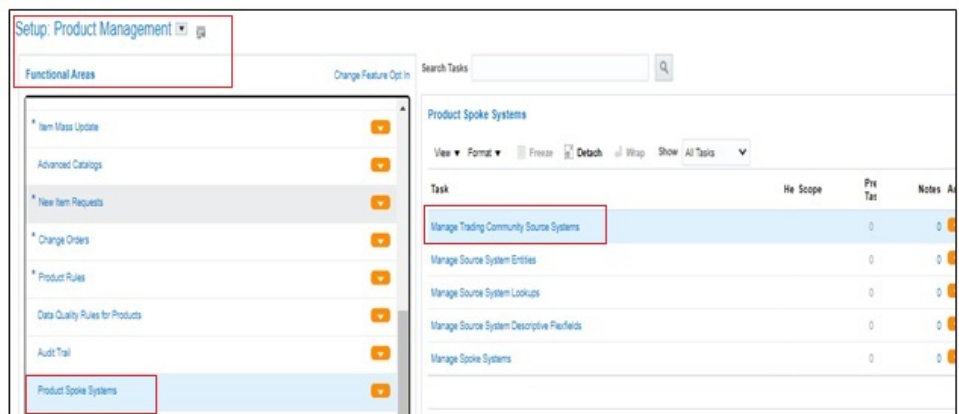 Setup: Product Management
Functional Areas
Change Feature Opt In
* Item Mass Update
Advanced Catalogs
* New Item Requests
* Change Orders
* Product Rules
Data Quality Rules for Products
Audit Trail
Product Spoke Systems
Search Tasks
Product Spoke Systems
View Format Freeze Detach Wrap Show All Tasks
Task He Scope Pre Tas Notes Ac
Manage Trading Community Source Systems 0 0
Manage Source System Entities 0 0
Manage Source System Lookups 0 0
Manage Source System Descriptive Flexfields 0 0
Manage Spoke Systems 0 0